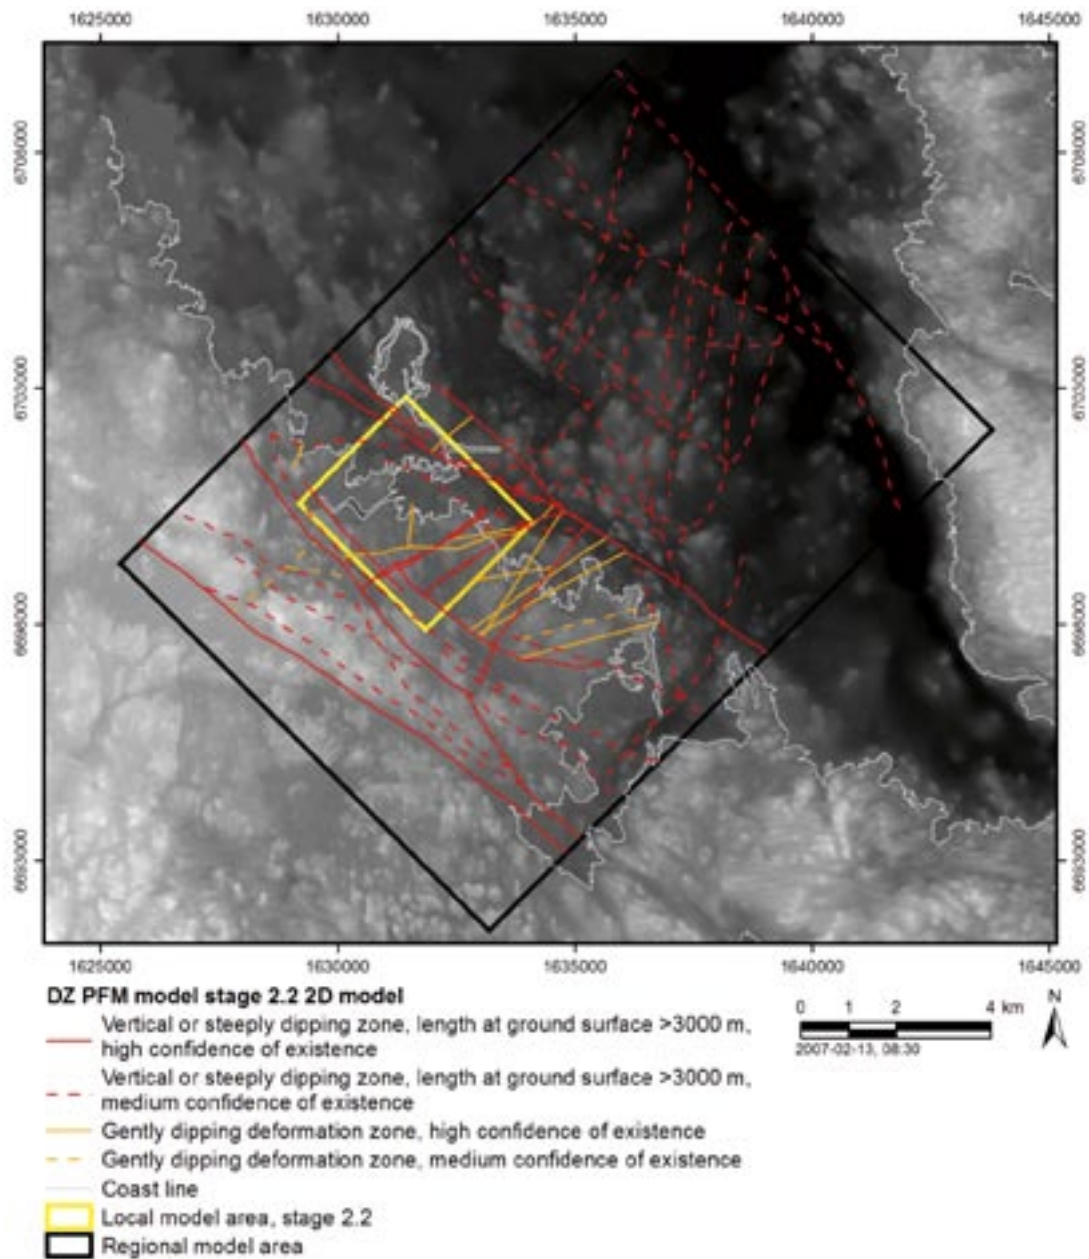 1625000 1630000 1635000 1640000 1645000
6708000 6708000
6703000 6703000
6698000 6698000
6693000 6693000
1625000 1630000 1635000 1640000 1645000
DZ PFM model stage 2.2 2D model
Vertical or steeply dipping zone, length at ground surface >3000 m,
high confidence of existence
Vertical or steeply dipping zone, length at ground surface >3000 m,
medium confidence of existence
Gently dipping deformation zone, high confidence of existence
Gently dipping deformation zone, medium confidence of existence
Coast line
Local model area, stage 2.2
Regional model area
0 1 2 4 km
2007-02-13, 08:30
N